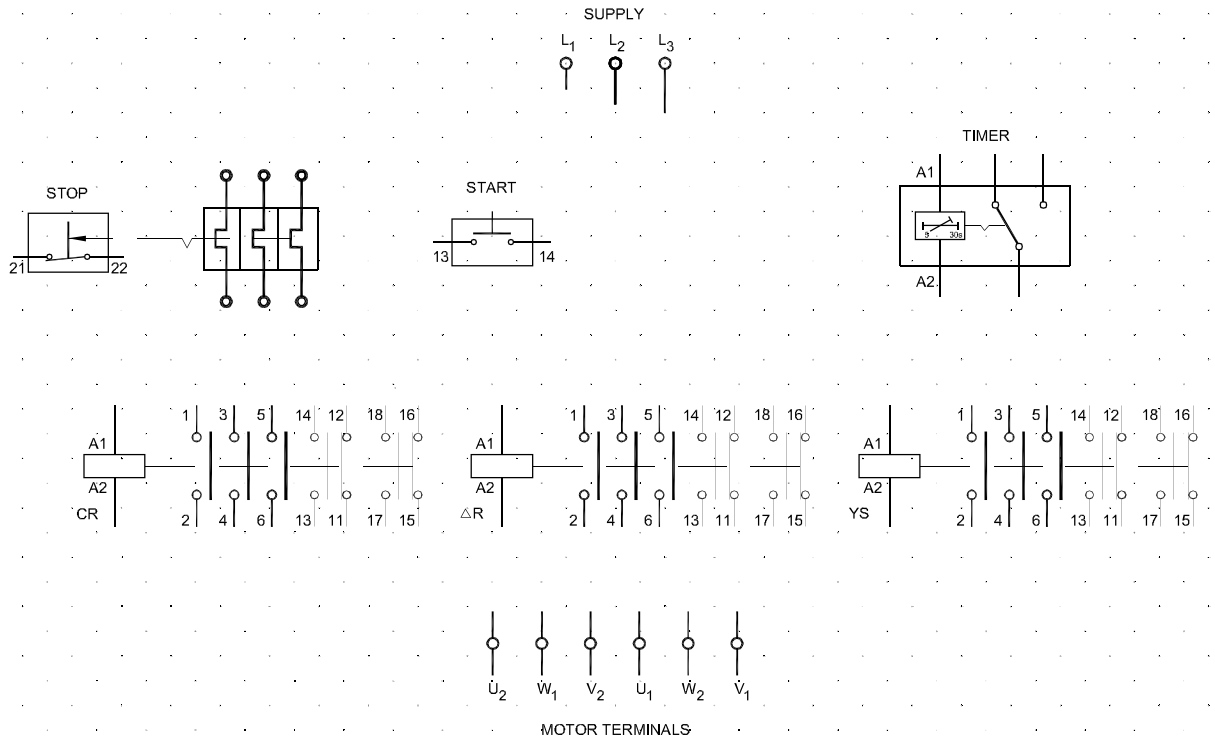 SUPPLY
L1 L2 L3
TIMER
A1
STOP
START
9 30s
21 22
13 14
A2
1 3 5 14 12 18 16
A1
A2
CR
2 4 6 13 11 17 15
1 3 5 14 12 18 16
A1
A2
△R
2 4 6 13 11 17 15
1 3 5 14 12 18 16
A1
A2
YS
2 4 6 13 11 17 15
U2 W1 V2 U1 W2 V1
MOTOR TERMINALS